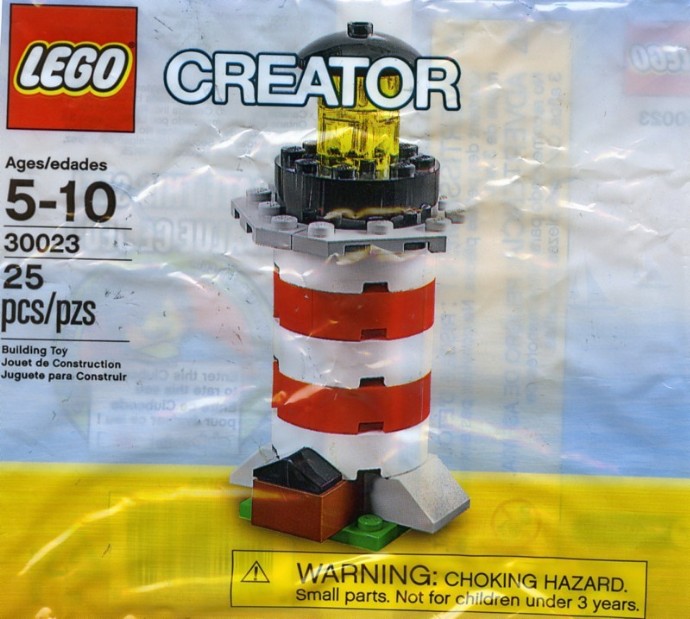 LEGO
CREATOR
Ages/edades
5-10
30023
25
pcs/pzs
Building Toy
Jouet de Construction
Juguete para Construir
WARNING: CHOKING HAZARD.
Small parts. Not for children under 3 years.